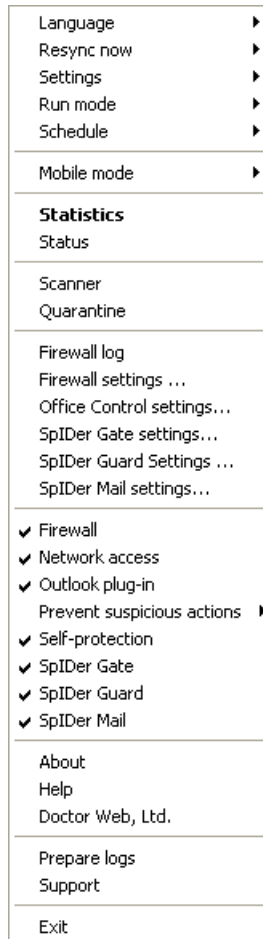 Language
Resync now
Settings
Run mode
Schedule
Mobile mode
Statistics
Status
Scanner
Quarantine
Firewall log
Firewall settings ...
Office Control settings...
SpIDer Gate settings...
SpIDer Guard Settings ...
SpIDer Mail settings...
Firewall
Network access
Outlook plug-in
Prevent suspicious actions
Self-protection
SpIDer Gate
SpIDer Guard
SpIDer Mail
About
Help
Doctor Web, Ltd.
Prepare logs
Support
Exit